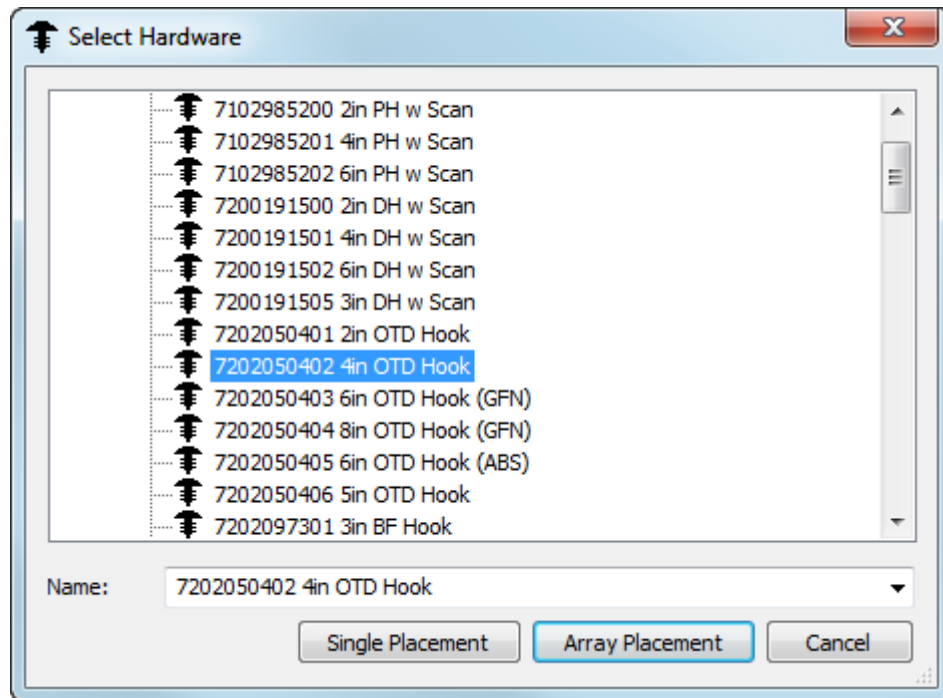 Select Hardware
7102985200 2in PH w Scan
7102985201 4in PH w Scan
7102985202 6in PH w Scan
7200191500 2in DH w Scan
7200191501 4in DH w Scan
7200191502 6in DH w Scan
7200191505 3in DH w Scan
7202050401 2in OTD Hook
7202050402 4in OTD Hook
7202050403 6in OTD Hook (GFN)
7202050404 8in OTD Hook (GFN)
7202050405 6in OTD Hook (ABS)
7202050406 5in OTD Hook
7202097301 3in BF Hook
Name: 7202050402 4in OTD Hook
Single Placement Array Placement Cancel